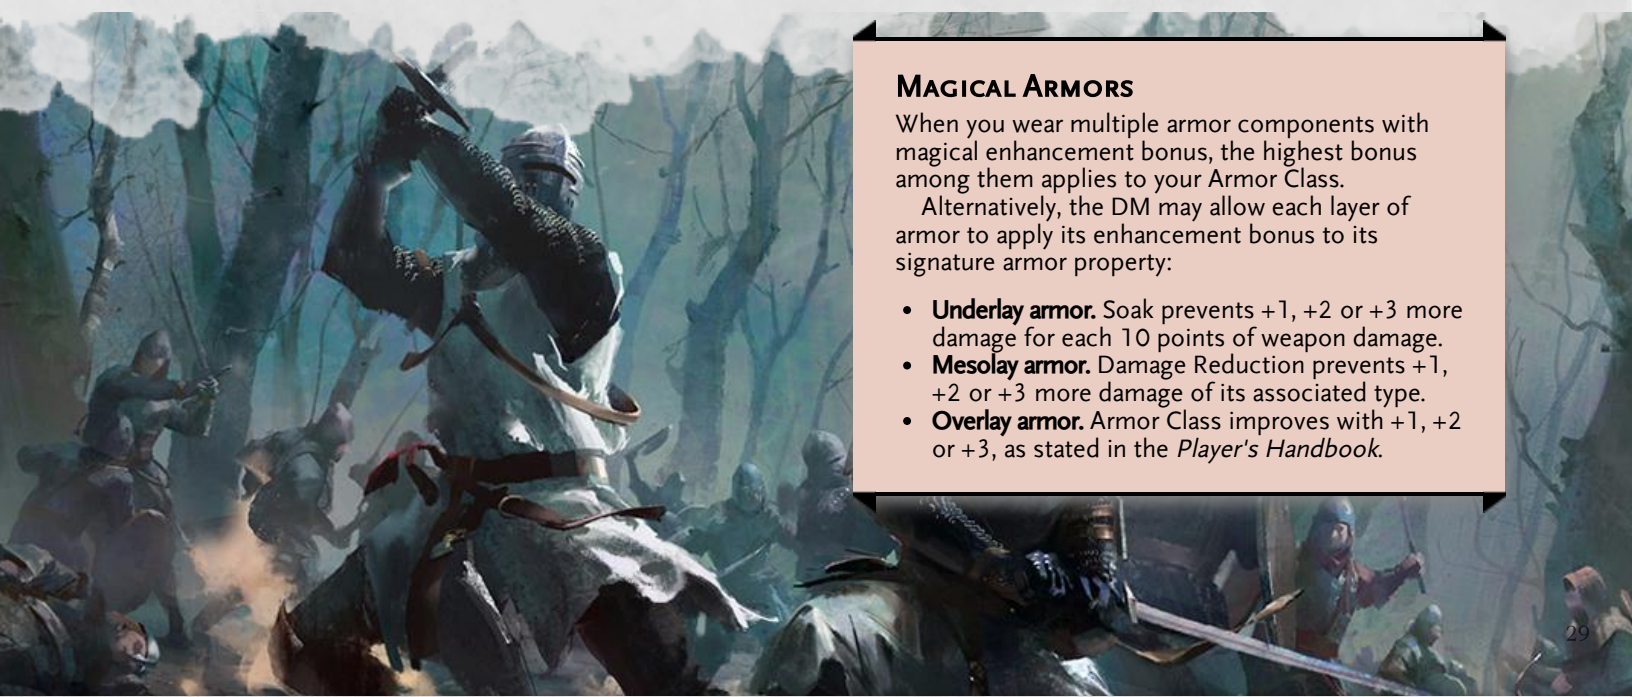 Magical Armors
When you wear multiple armor components with
magical enhancement bonus, the highest bonus
among them applies to your Armor Class.
Alternatively, the DM may allow each layer of
armor to apply its enhancement bonus to its
signature armor property:
• Underlay armor. Soak prevents +1, +2 or +3 more
damage for each 10 points of weapon damage.
• Mesolay armor. Damage Reduction prevents +1,
+2 or +3 more damage of its associated type.
• Overlay armor. Armor Class improves with +1, +2
or +3, as stated in the Player's Handbook.
29